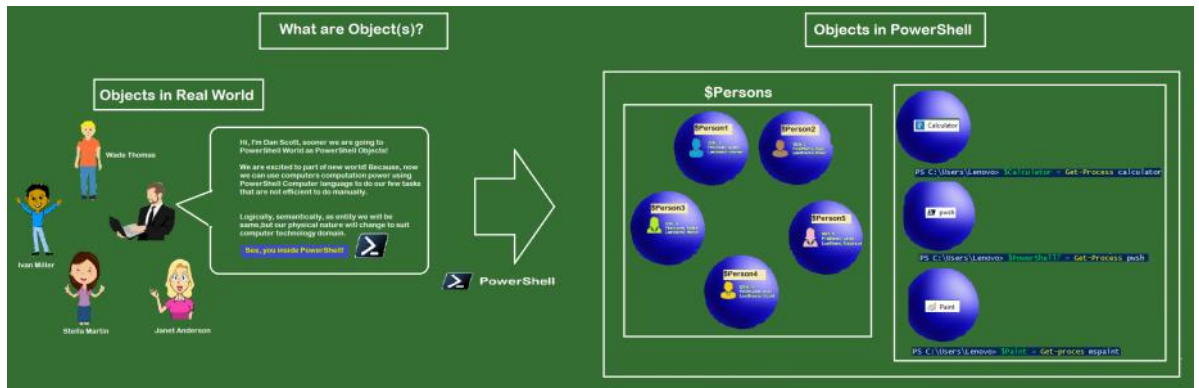 What are Object(s)?
Objects in PowerShell
Objects in Real World
Wade Thomas
Ivan Miller
Stella Martin
Janet Anderson
Hi, I'm Dan Scott, sooner we are going to
PowerShell World as PowerShell Objects!
We are excited to part of new world! Because, now
we can use computers computation power using
PowerShell Computer language to do our few tasks
that are not efficient to do manually.
Logically, semantically, as entity we will be
same,but our physical nature will change to suit
computer technology domain.
See, you inside PowerShell!
PowerShell
$Persons
$Person1
$Person2
$Person3
$Person5
$Person4
Calculator
PS C:\Users\Lenovo> $Calculator = Get-Process calculator
pwsh
PS C:\Users\Lenovo> $PowerShell7 = Get-Process pwsh
Paint
PS C:\Users\Lenovo> $Paint = Get-proces mspaint